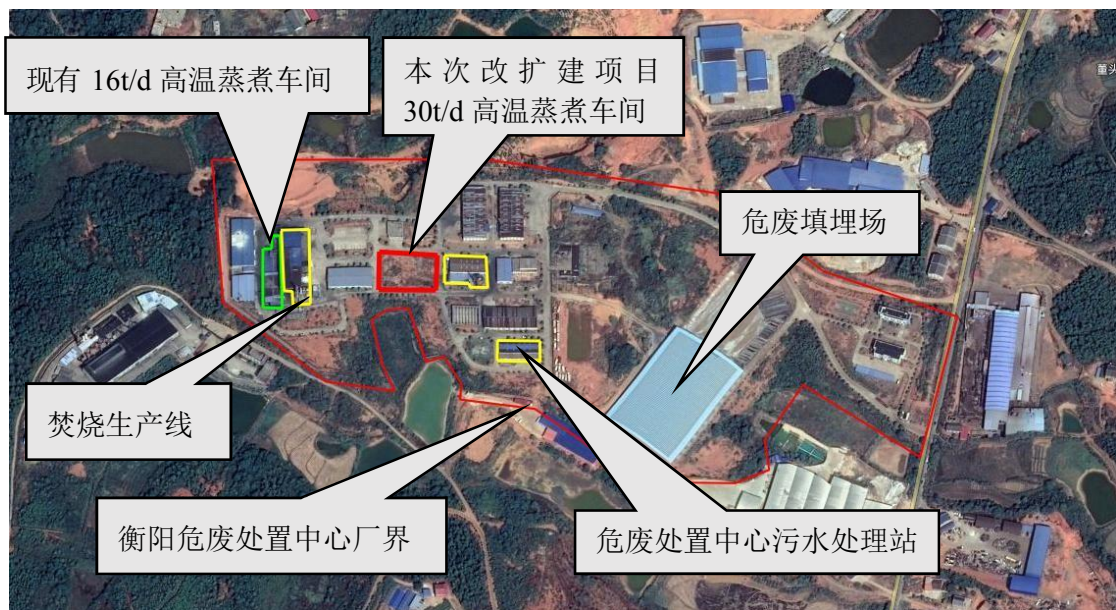 现有 16t/d 高温蒸煮车间
本次改扩建项目
30t/d 高温蒸煮车间
危废填埋场
焚烧生产线
衡阳危废处置中心厂界
危废处置中心污水处理站